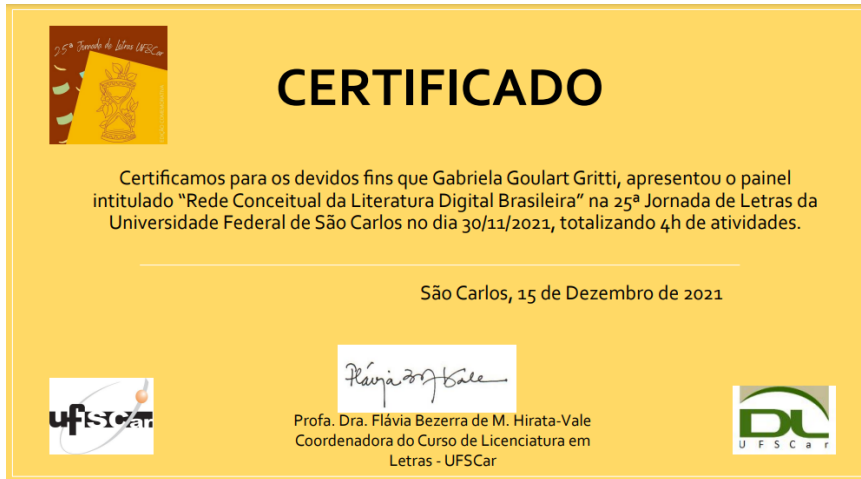 25ª Jornada de Letras UFSCar
CERTIFICADO
Certificamos para os devidos fins que Gabriela Goulart Gritti, apresentou o painel
intitulado “Rede Conceitual da Literatura Digital Brasileira” na 25ª Jornada de Letras da
Universidade Federal de São Carlos no dia 30/11/2021, totalizando 4h de atividades.
São Carlos, 15 de Dezembro de 2021
Profa. Dra. Flávia Bezerra de M. Hirata-Vale
Coordenadora do Curso de Licenciatura em
Letras - UFSCar
ufscar
DL
UFSCar